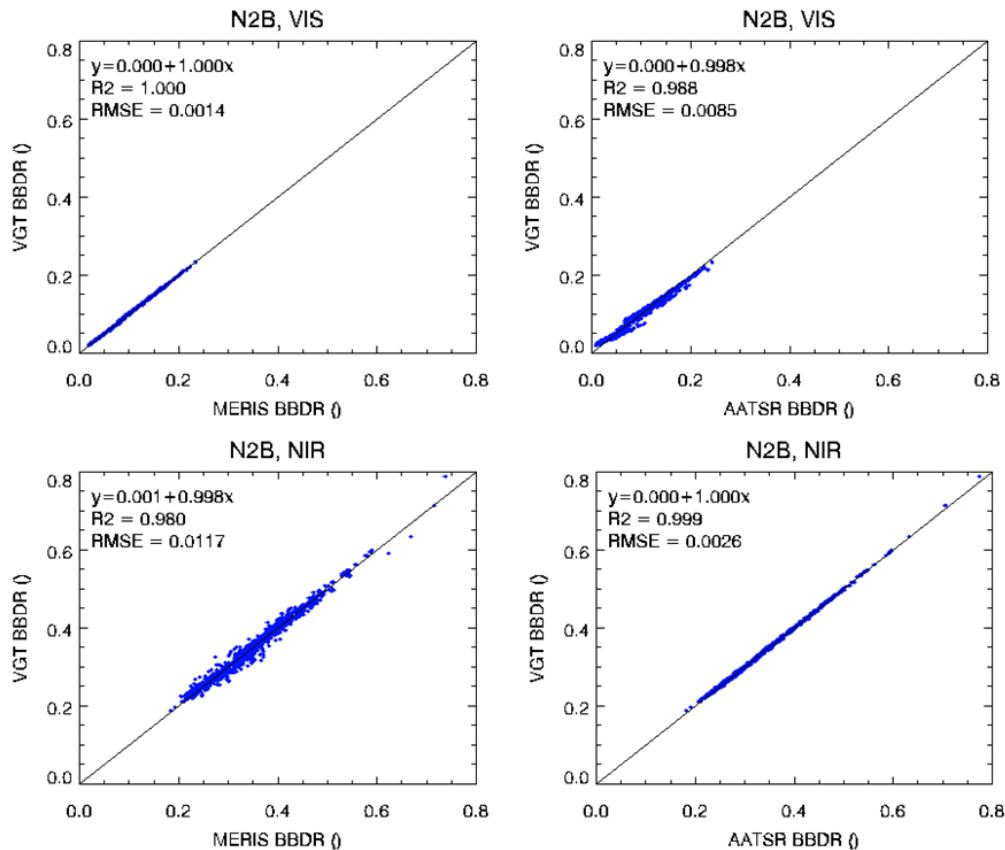 N2B, VIS
y=0.000+1.000x
R2 = 1.000
RMSE = 0.0014
VGT BBDR ()
0.8
0.6
0.4
0.2
0.0
0.0 0.2 0.4 0.6 0.8
MERIS BBDR ()
N2B, VIS
y=0.000+0.998x
R2 = 0.988
RMSE = 0.0085
VGT BBDR ()
0.8
0.6
0.4
0.2
0.0
0.0 0.2 0.4 0.6 0.8
AATSR BBDR ()
N2B, NIR
y=0.001+0.998x
R2 = 0.980
RMSE = 0.0117
VGT BBDR ()
0.8
0.6
0.4
0.2
0.0
0.0 0.2 0.4 0.6 0.8
MERIS BBDR ()
N2B, NIR
y=0.000+1.000x
R2 = 0.999
RMSE = 0.0026
VGT BBDR ()
0.8
0.6
0.4
0.2
0.0
0.0 0.2 0.4 0.6 0.8
AATSR BBDR ()